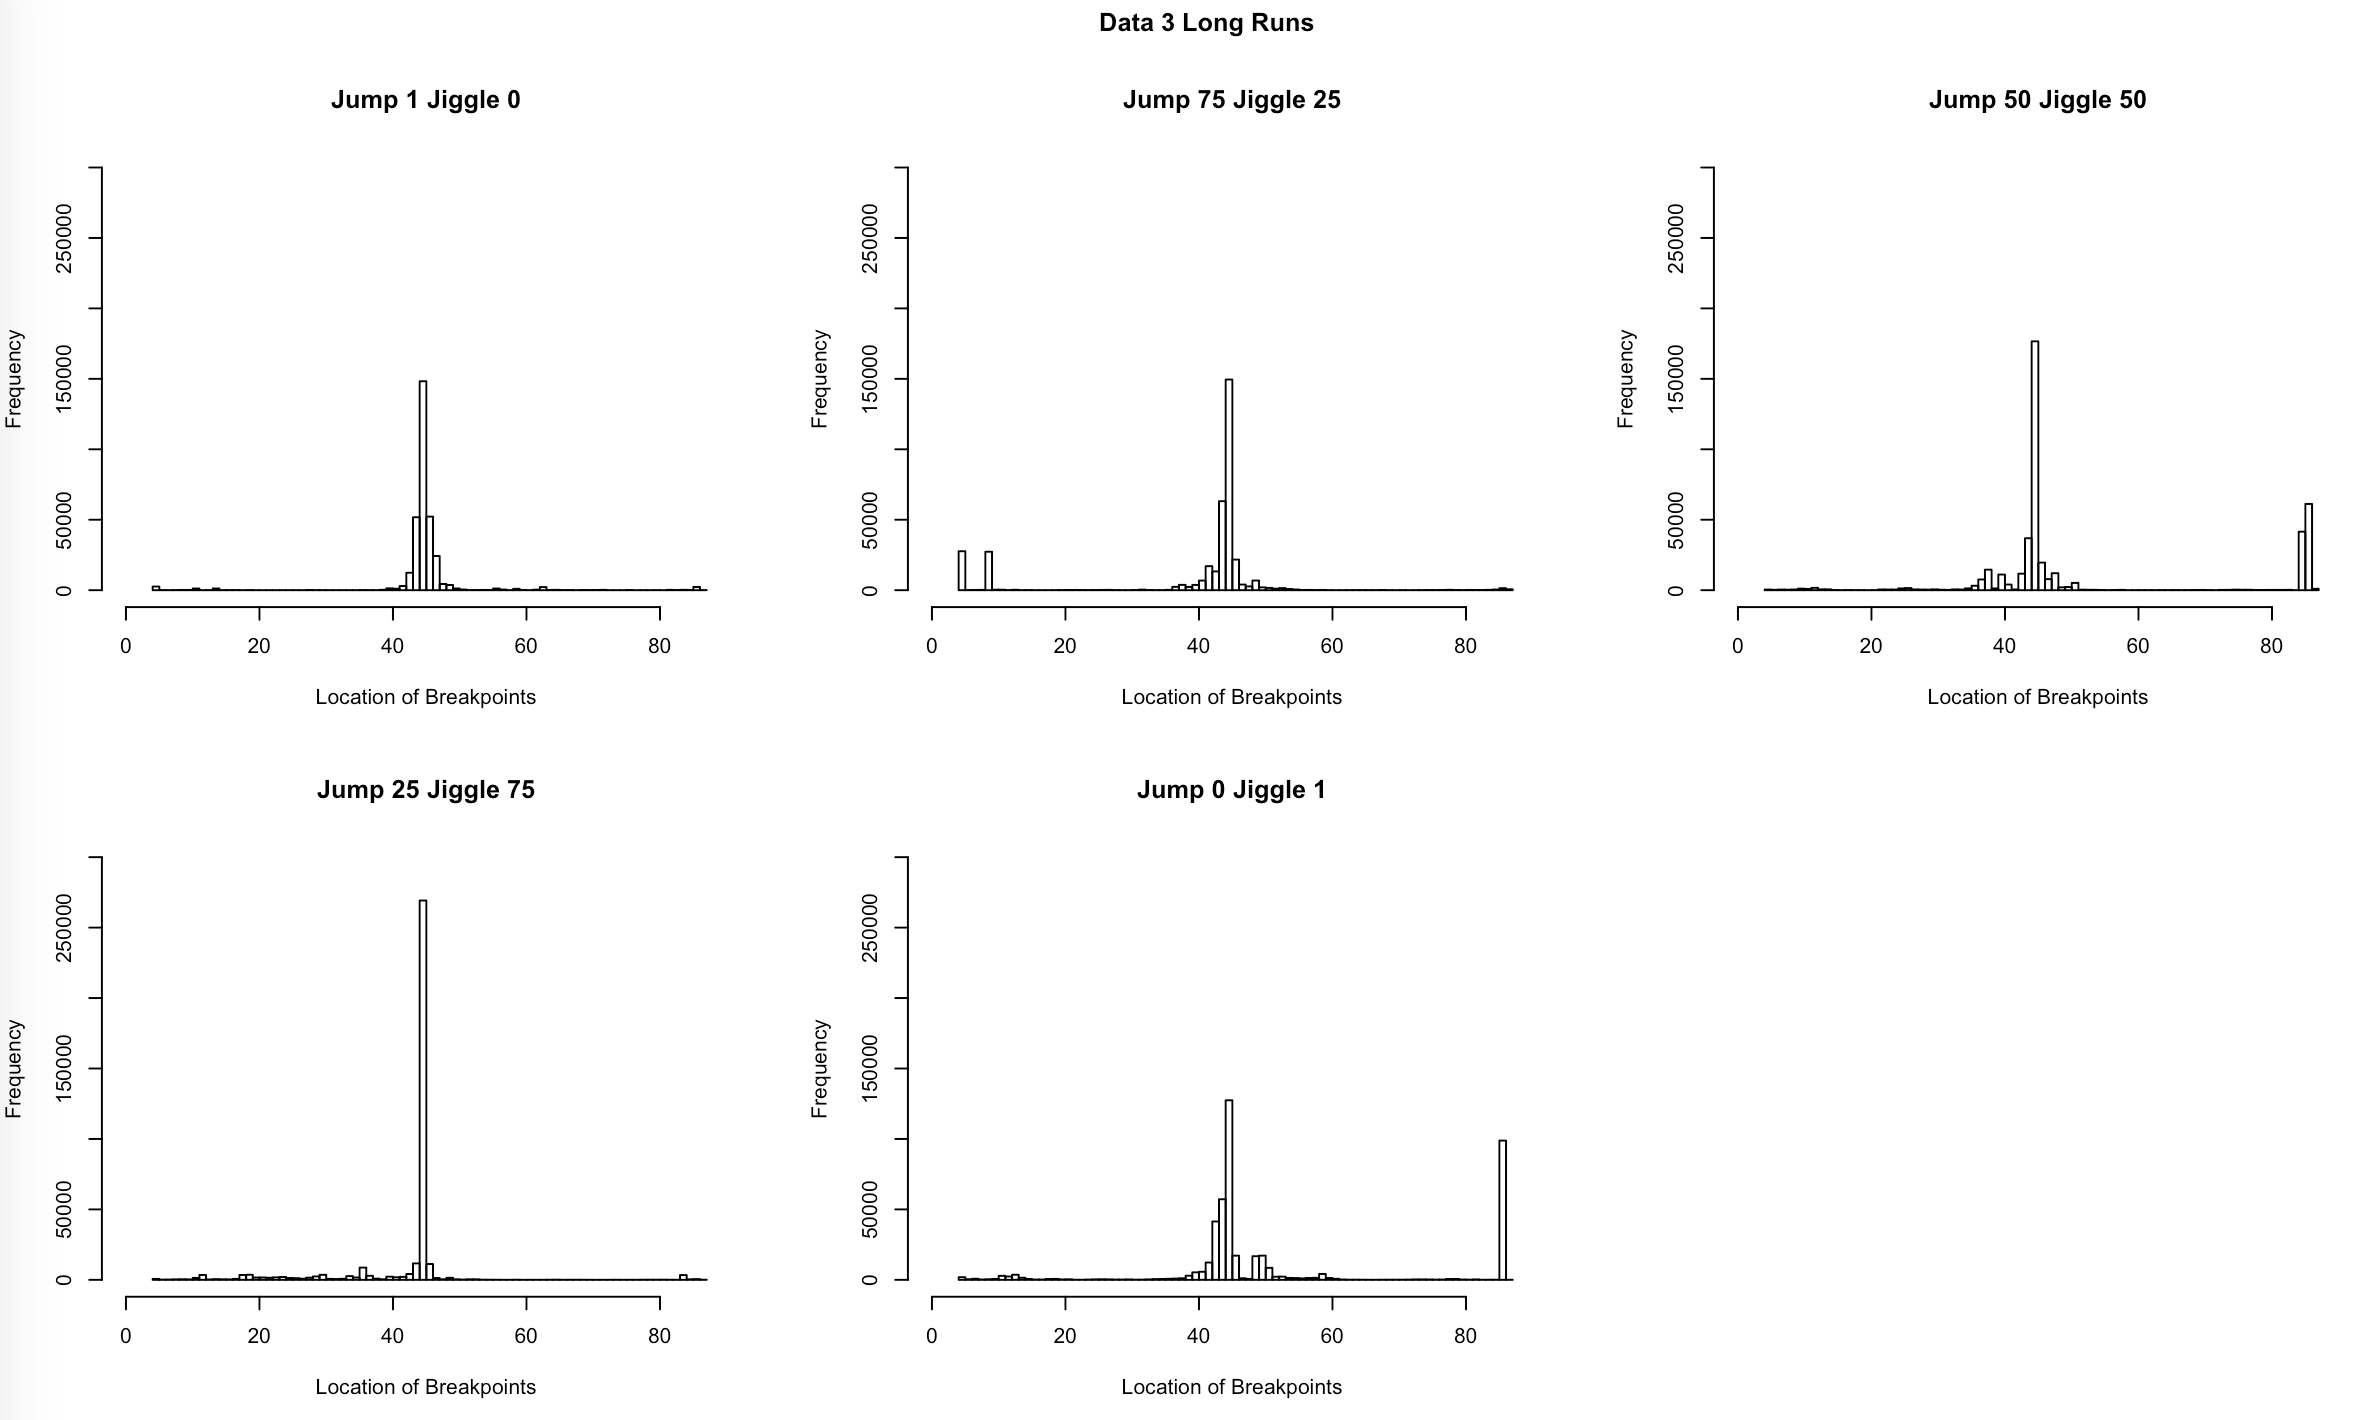 Data 3 Long Runs
Jump 1 Jiggle 0
Frequency
0 50000 150000 250000
0 20 40 60 80
Location of Breakpoints
Jump 75 Jiggle 25
Frequency
0 50000 150000 250000
0 20 40 60 80
Location of Breakpoints
Jump 50 Jiggle 50
Frequency
0 50000 150000 250000
0 20 40 60 80
Location of Breakpoints
Jump 25 Jiggle 75
Frequency
0 50000 150000 250000
0 20 40 60 80
Location of Breakpoints
Jump 0 Jiggle 1
Frequency
0 50000 150000 250000
0 20 40 60 80
Location of Breakpoints